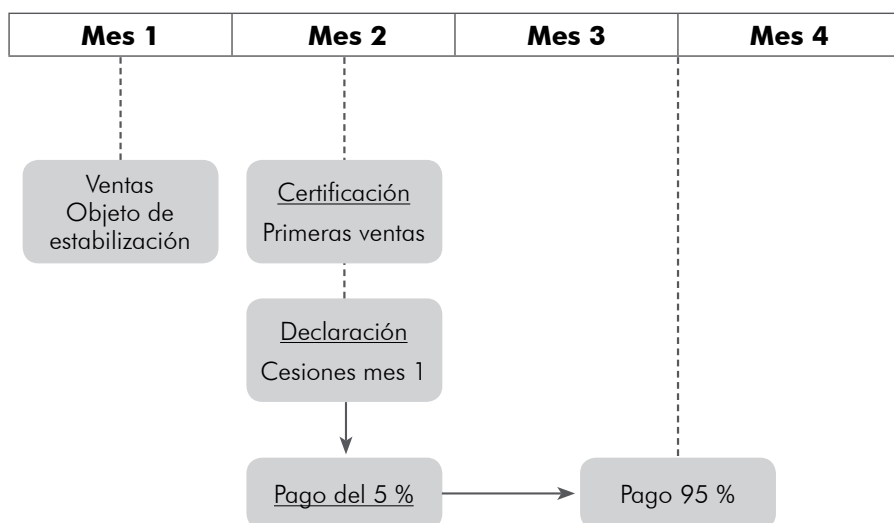 Mes 1 Mes 2 Mes 3 Mes 4
Ventas
Objeto de
estabilización
Certificación
Primeras ventas
Declaración
Cesiones mes 1
Pago del 5 %
Pago 95 %